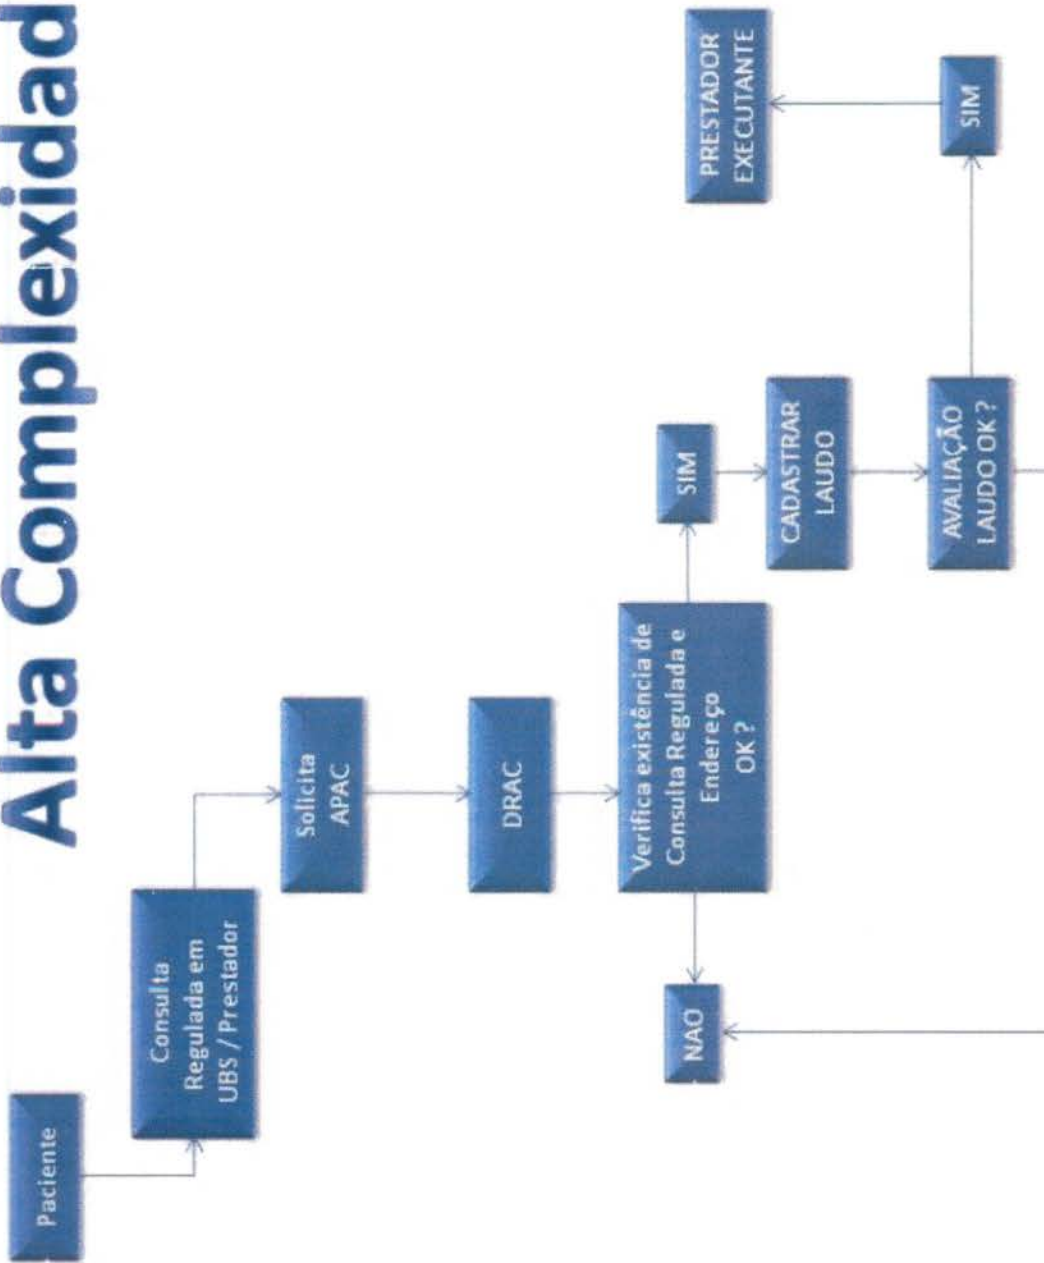 Alta Complexidad
Paciente
Consulta
Regulada em
UBS / Prestador
Solicita
APAC
DRAC
Verifica existência de
Consulta Regulada e
Endereço
OK ?
NAO
SIM
CADASTRAR
LAUDO
AVALIAÇÃO
LAUDO OK ?
SIM
PRESTADOR
EXECUTANTE